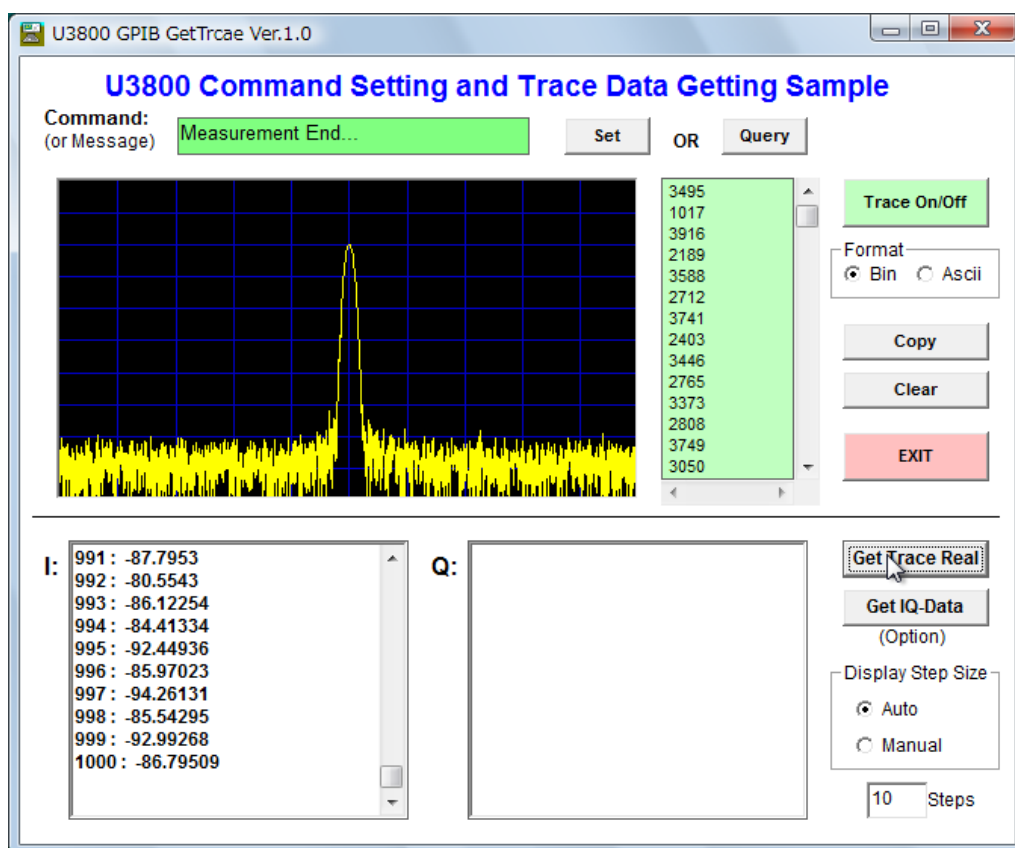 U3800 GPIB GetTrcae Ver.1.0
U3800 Command Setting and Trace Data Getting Sample
Command:
(or Message)
Measurement End...
Set
OR
Query
3495
1017
3916
2189
3588
2712
3741
2403
3446
2765
3373
2808
3749
3050
Trace On/Off
Format
Bin
Ascii
Copy
Clear
EXIT
I:
991 : -87.7953
992 : -80.5543
993 : -86.12254
994 : -84.41334
995 : -92.44936
996 : -85.97023
997 : -94.26131
998 : -85.54295
999 : -92.99268
1000 : -86.79509
Q:
Get Trace Real
Get IQ-Data
(Option)
Display Step Size
Auto
Manual
10 Steps